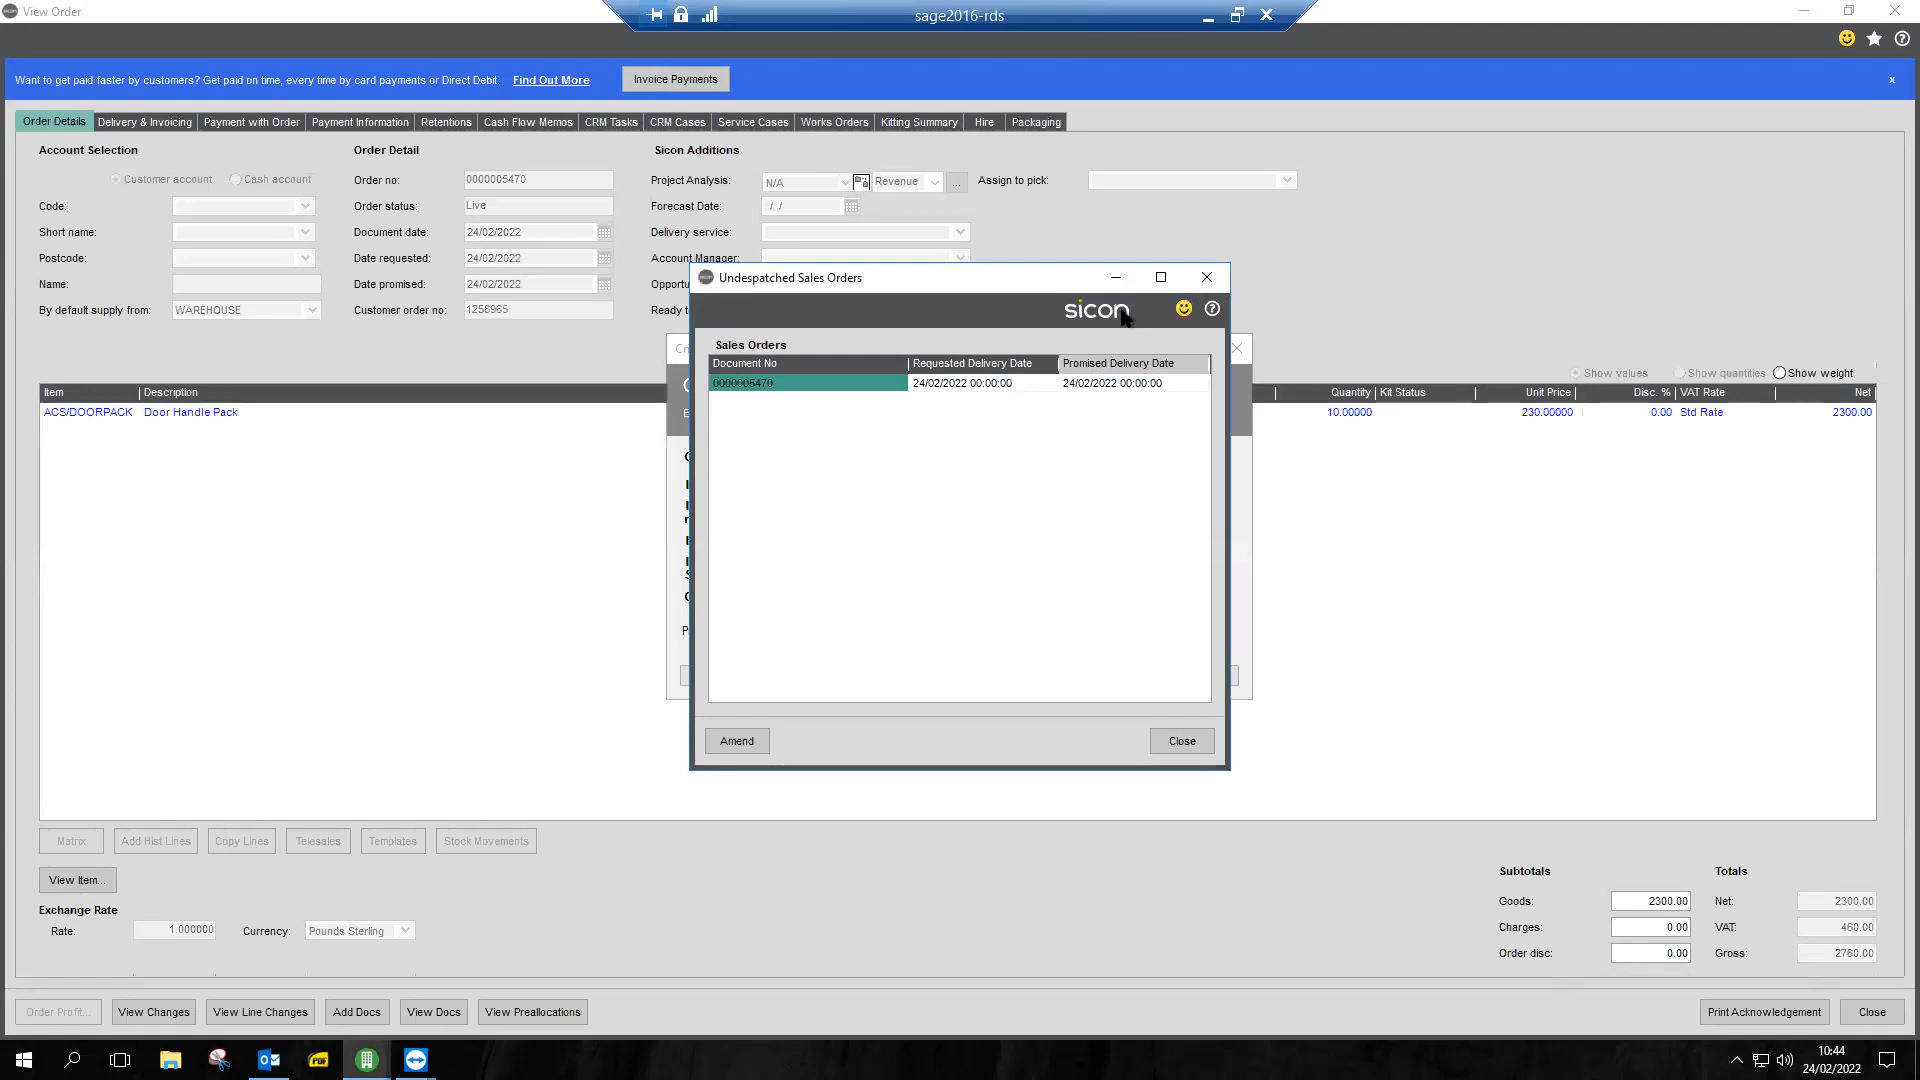 View Order
sage2016-rds
Want to get paid faster by customers? Get paid on time, every time by card payments or Direct Debit. Find Out More Invoice Payments x
Order Details Delivery & Invoicing Payment with Order Payment Information Retentions Cash Flow Memos CRM Tasks CRM Cases Service Cases Works Orders Kitting Summary Hire Packaging
Account Selection Order Detail Sicon Additions
Customer account Cash account Order no: 0000005470 Project Analysis: N/A Revenue ... Assign to pick:
Code: Order status: Live Forecast Date: / /
Short name: Document date: 24/02/2022 Delivery service:
Postcode: Date requested: 24/02/2022 Account Manager:
Name: Date promised: 24/02/2022 Opportu
By default supply from: WAREHOUSE Customer order no: 1258965 Ready t
Undespatched Sales Orders
sicon
Sales Orders
Document No Requested Delivery Date Promised Delivery Date
0000005470 24/02/2022 00:00:00 24/02/2022 00:00:00
Amend Close
Show values Show quantities Show weight
Item Description Quantity Kit Status Unit Price Disc. % VAT Rate Net
ACS/DOORPACK Door Handle Pack 10.00000 230.00000 0.00 Std Rate 2300.00
Matrix Add Hist Lines Copy Lines Telesales Templates Stock Movements
View Item...
Exchange Rate
Rate: 1.000000 Currency: Pounds Sterling
Subtotals Totals
Goods: 2300.00 Net: 2300.00
Charges: 0.00 VAT: 460.00
Order disc: 0.00 Gross: 2760.00
Order Profit... View Changes View Line Changes Add Docs View Docs View Preallocations Print Acknowledgement Close
PDF
10:44
24/02/2022